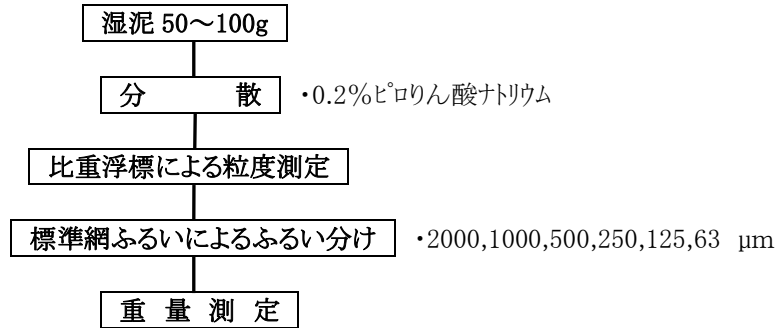 湿泥 50～100g
分　　　散 ・0.2%ﾋﾟﾛりん酸ﾅﾄﾘｳﾑ
比重浮標による粒度測定
標準網ふるいによるふるい分け ・2000,1000,500,250,125,63 μm
重 量 測 定